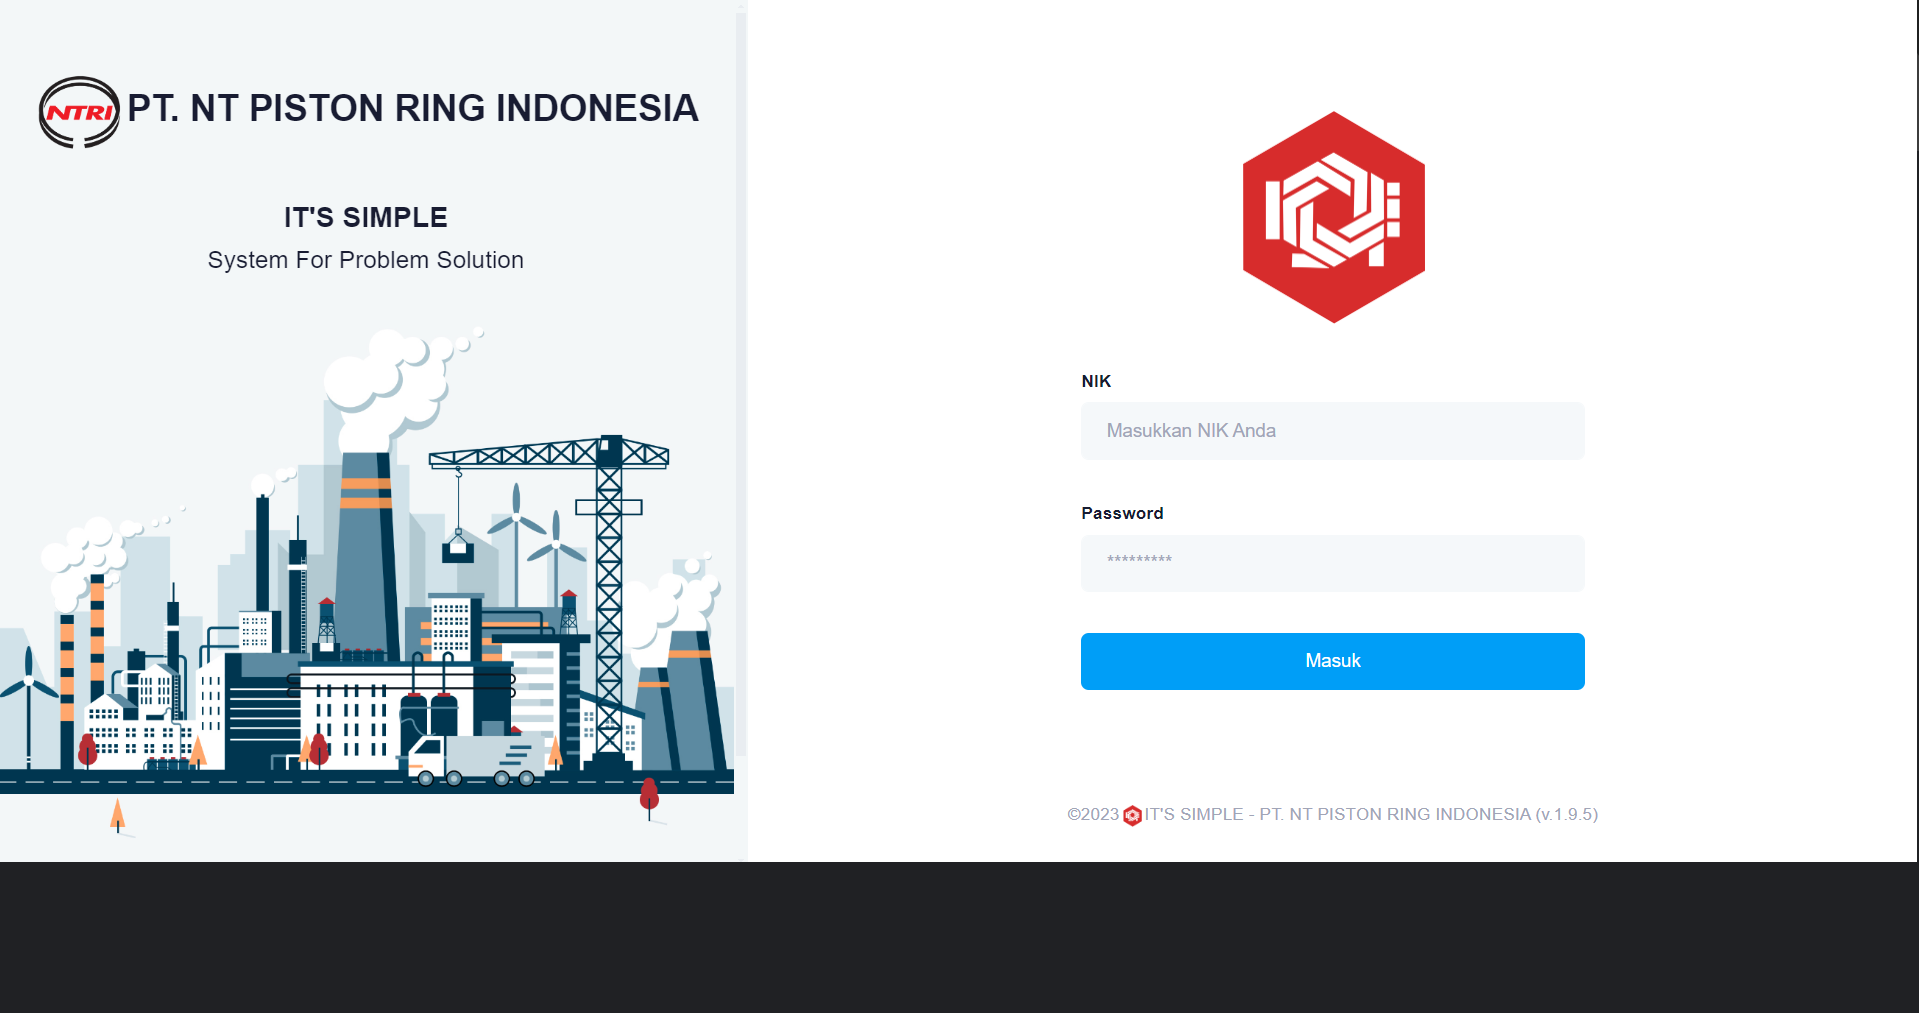 NTRI PT. NT PISTON RING INDONESIA
IT'S SIMPLE
System For Problem Solution
NIK
Masukkan NIK Anda
Password
*********
Masuk
©2023 IT'S SIMPLE - PT. NT PISTON RING INDONESIA (v.1.9.5)